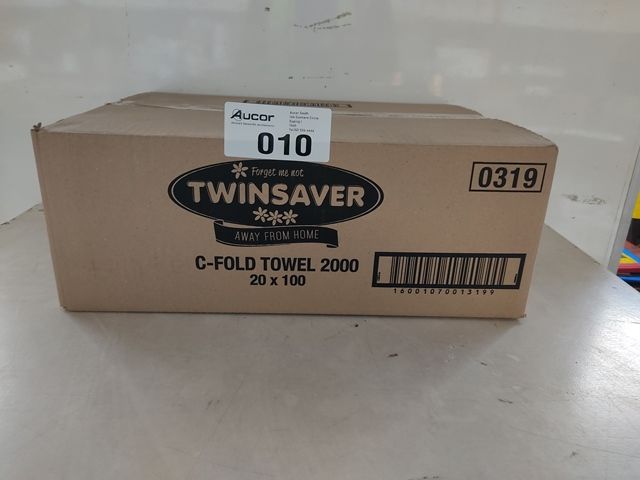 Aucor
010
Forget me not
TWINSAVER
AWAY FROM HOME
C-FOLD TOWEL 2000
20 x 100
0319
16001070013199